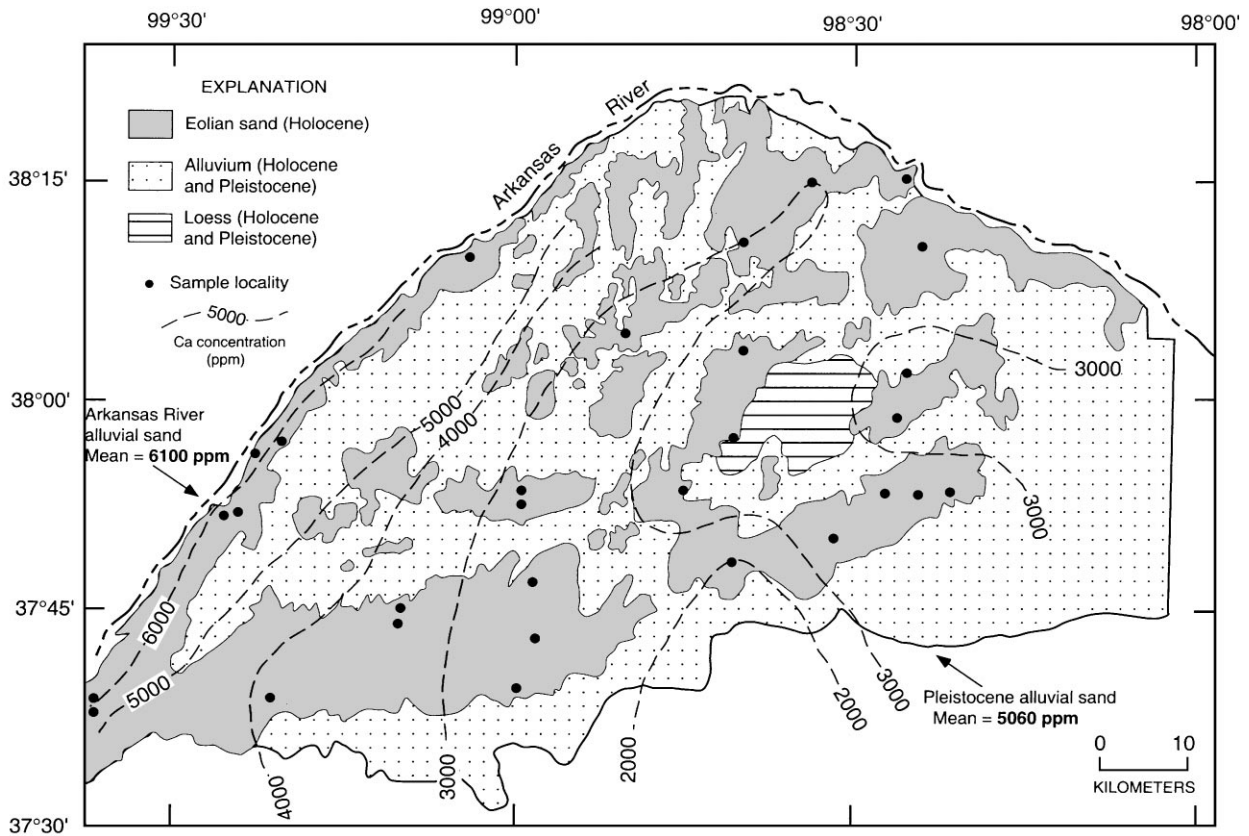 99°30'
99°00'
98°30'
98°00'
38°15'
38°00'
37°45'
37°30'
EXPLANATION
Eolian sand (Holocene)
Alluvium (Holocene
and Pleistocene)
Loess (Holocene
and Pleistocene)
Sample locality
5000
Ca concentration
(ppm)
Arkansas
River
Arkansas River
alluvial sand
Mean = 6100 ppm
5000
4000
3000
3000
6000
5000
4000
3000
2000
2000
3000
Pleistocene alluvial sand
Mean = 5060 ppm
0 10
KILOMETERS